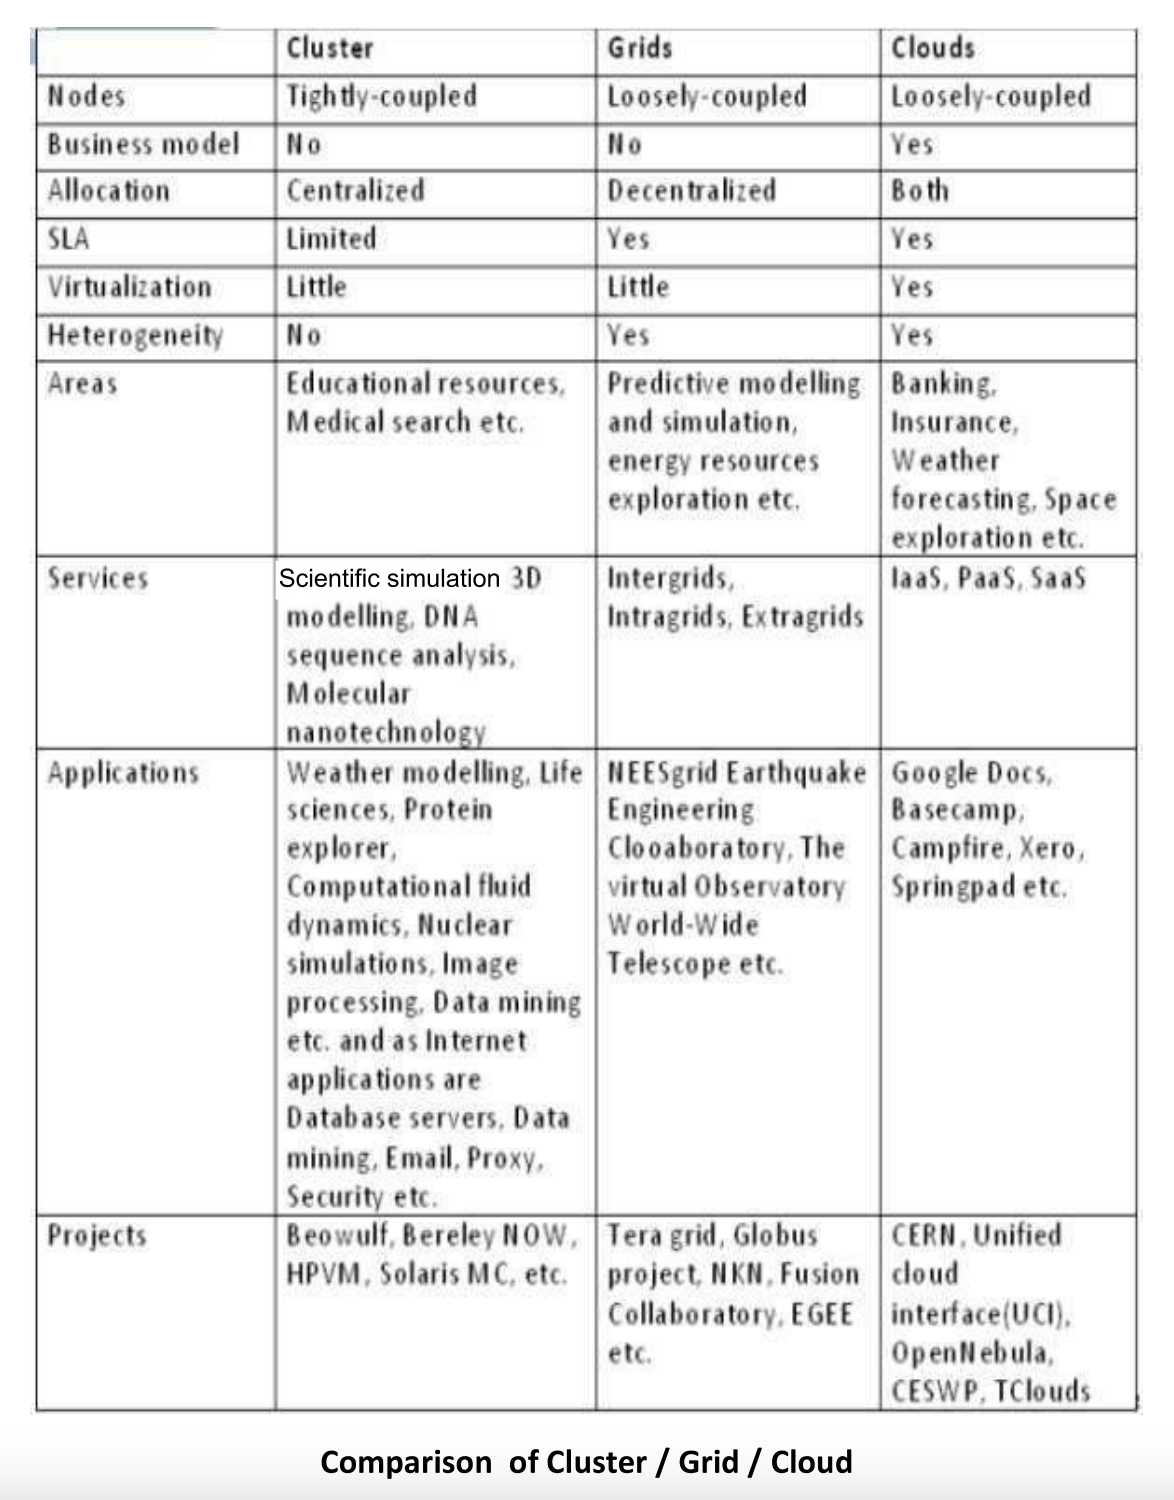 Cluster Grids Clouds
Nodes Tightly-coupled Loosely-coupled Loosely-coupled
Business model No No Yes
Allocation Centralized Decentralized Both
SLA Limited Yes Yes
Virtualization Little Little Yes
Heterogeneity No Yes Yes
Areas Educational resources, Predictive modelling Banking,
Medical search etc. and simulation, Insurance,
energy resources Weather
exploration etc. forecasting, Space
exploration etc.
Services Scientific simulation 3D Intergrids, IaaS, PaaS, SaaS
modelling, DNA Intragrids, Extragrids
sequence analysis,
Molecular
nanotechnology
Applications Weather modelling, Life NEESgrid Earthquake Google Docs,
sciences, Protein Engineering Basecamp,
explorer, Clooaboratory, The Campfire, Xero,
Computational fluid virtual Observatory Springpad etc.
dynamics, Nuclear World-Wide
simulations, Image Telescope etc.
processing, Data mining
etc. and as Internet
applications are
Database servers, Data
mining, Email, Proxy,
Security etc.
Projects Beowulf, Bereley NOW, Tera grid, Globus CERN, Unified
HPVM, Solaris MC, etc. project, NKN, Fusion cloud
Collaboratory, EGEE interface(UCI),
etc. OpenNebula,
CESWP, TClouds
Comparison of Cluster / Grid / Cloud